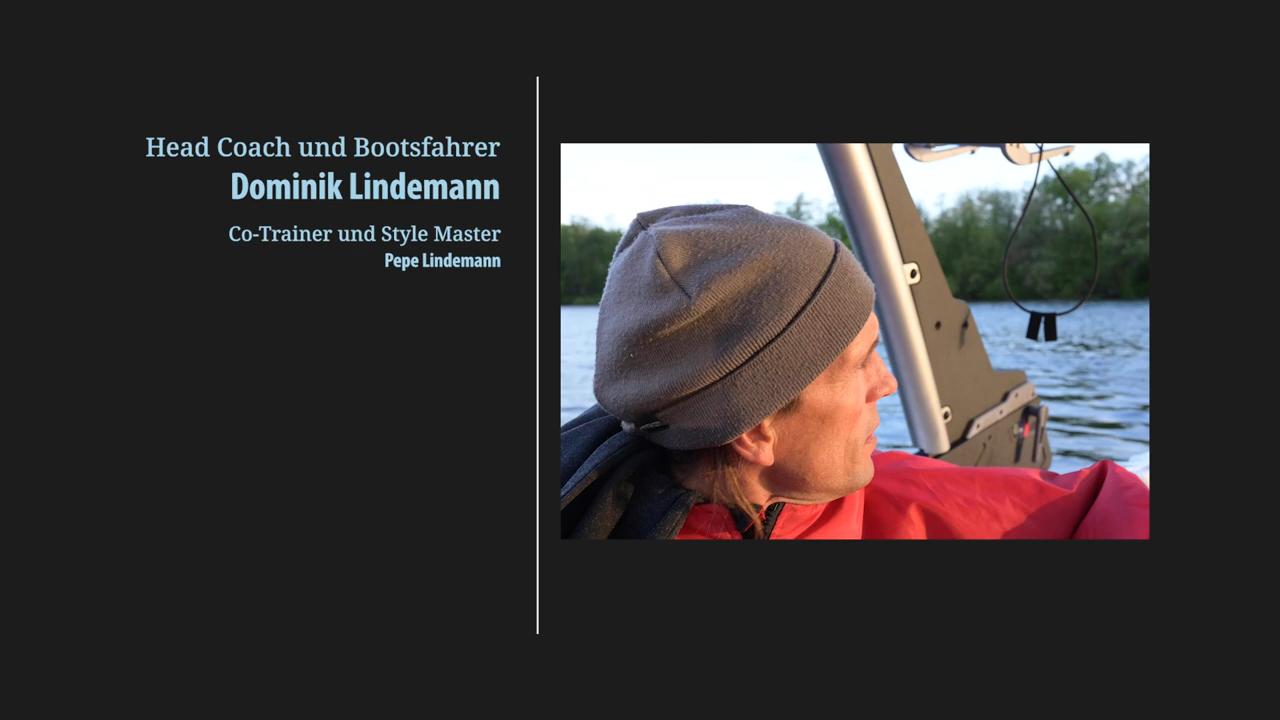 Head Coach und Bootsfahrer
Dominik Lindemann
Co-Trainer und Style Master
Pepe Lindemann